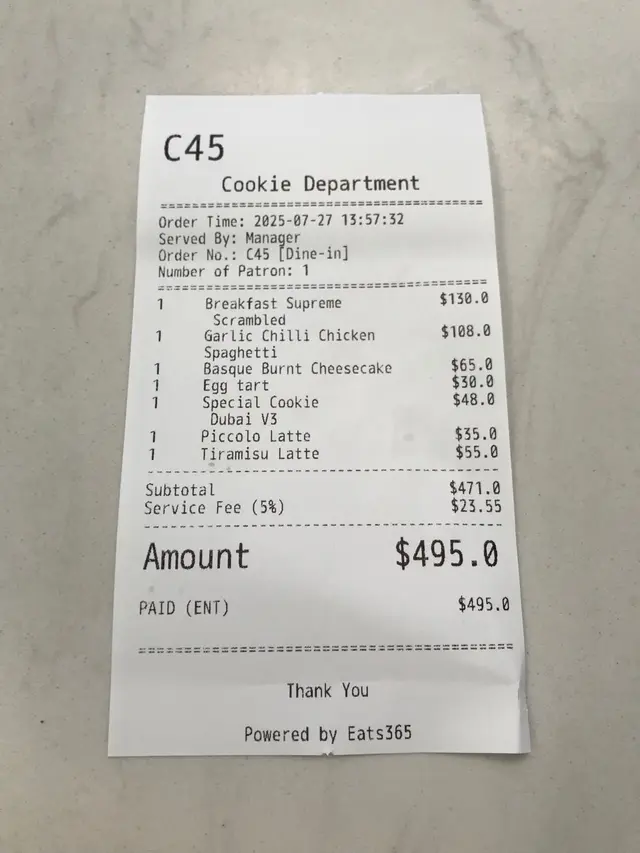 C45
Cookie Department
Order Time: 2025-07-27 13:57:32
Served By: Manager
Order No.: C45 [Dine-in]
Number of Patron: 1
1 Breakfast Supreme $130.0
Scrambled
1 Garlic Chilli Chicken $108.0
Spaghetti
1 Basque Burnt Cheesecake $65.0
1 Egg tart $30.0
1 Special Cookie $48.0
Dubai V3
1 Piccolo Latte $35.0
1 Tiramisu Latte $55.0
Subtotal $471.0
Service Fee (5%) $23.55
Amount $495.0
PAID (ENT) $495.0
Thank You
Powered by Eats365